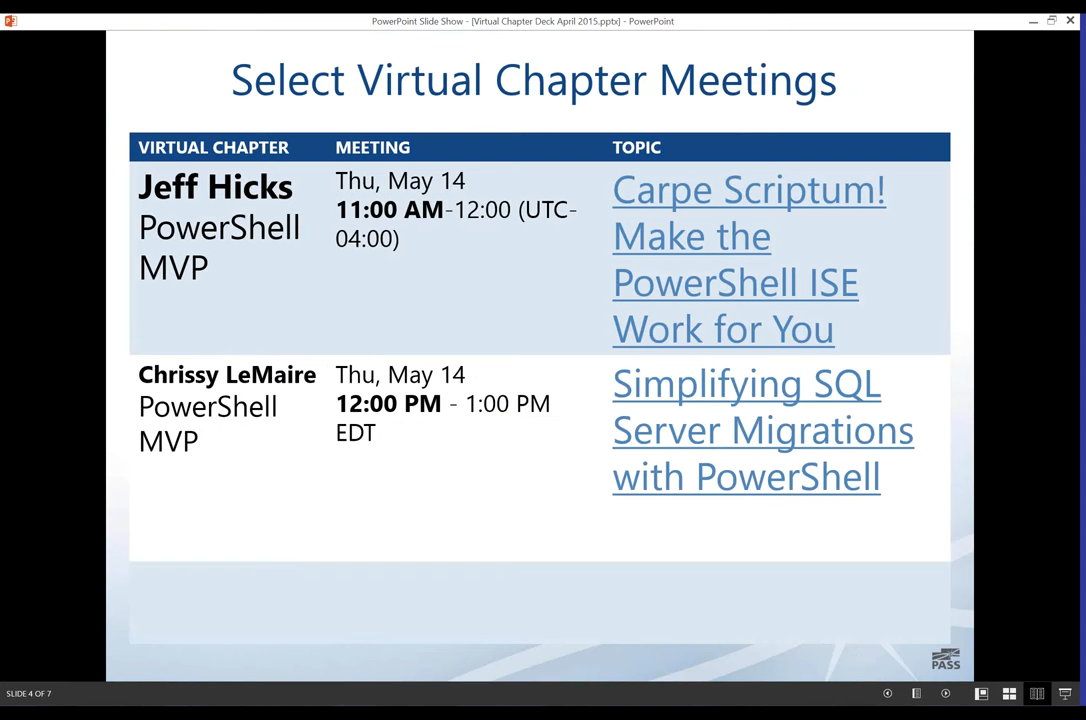 PowerPoint Slide Show - [Virtual Chapter Deck April 2015.pptx] - PowerPoint
Select Virtual Chapter Meetings
VIRTUAL CHAPTER MEETING TOPIC
Jeff Hicks
PowerShell
MVP
Thu, May 14
11:00 AM-12:00 (UTC-
04:00)
Carpe Scriptum!
Make the
PowerShell ISE
Work for You
Chrissy LeMaire
PowerShell
MVP
Thu, May 14
12:00 PM - 1:00 PM
EDT
Simplifying SQL
Server Migrations
with PowerShell
PASS
SLIDE 4 OF 7